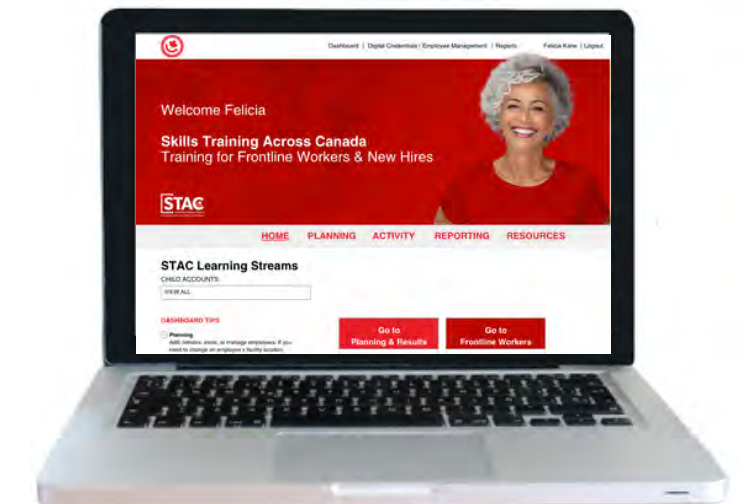 Dashboard | Digital Credentials | Employee Management | Reports Felicia Kane | Logout
Welcome Felicia
Skills Training Across Canada
Training for Frontline Workers & New Hires
STAC
HOME PLANNING ACTIVITY REPORTING RESOURCES
STAC Learning Streams
CHILD ACCOUNTS
VIEW ALL
DASHBOARD TIPS
Planning
Add, remove, move, or manage employees. If you
need to change an employee's facility location,
Go to
Planning & Results
Go to
Frontline Workers